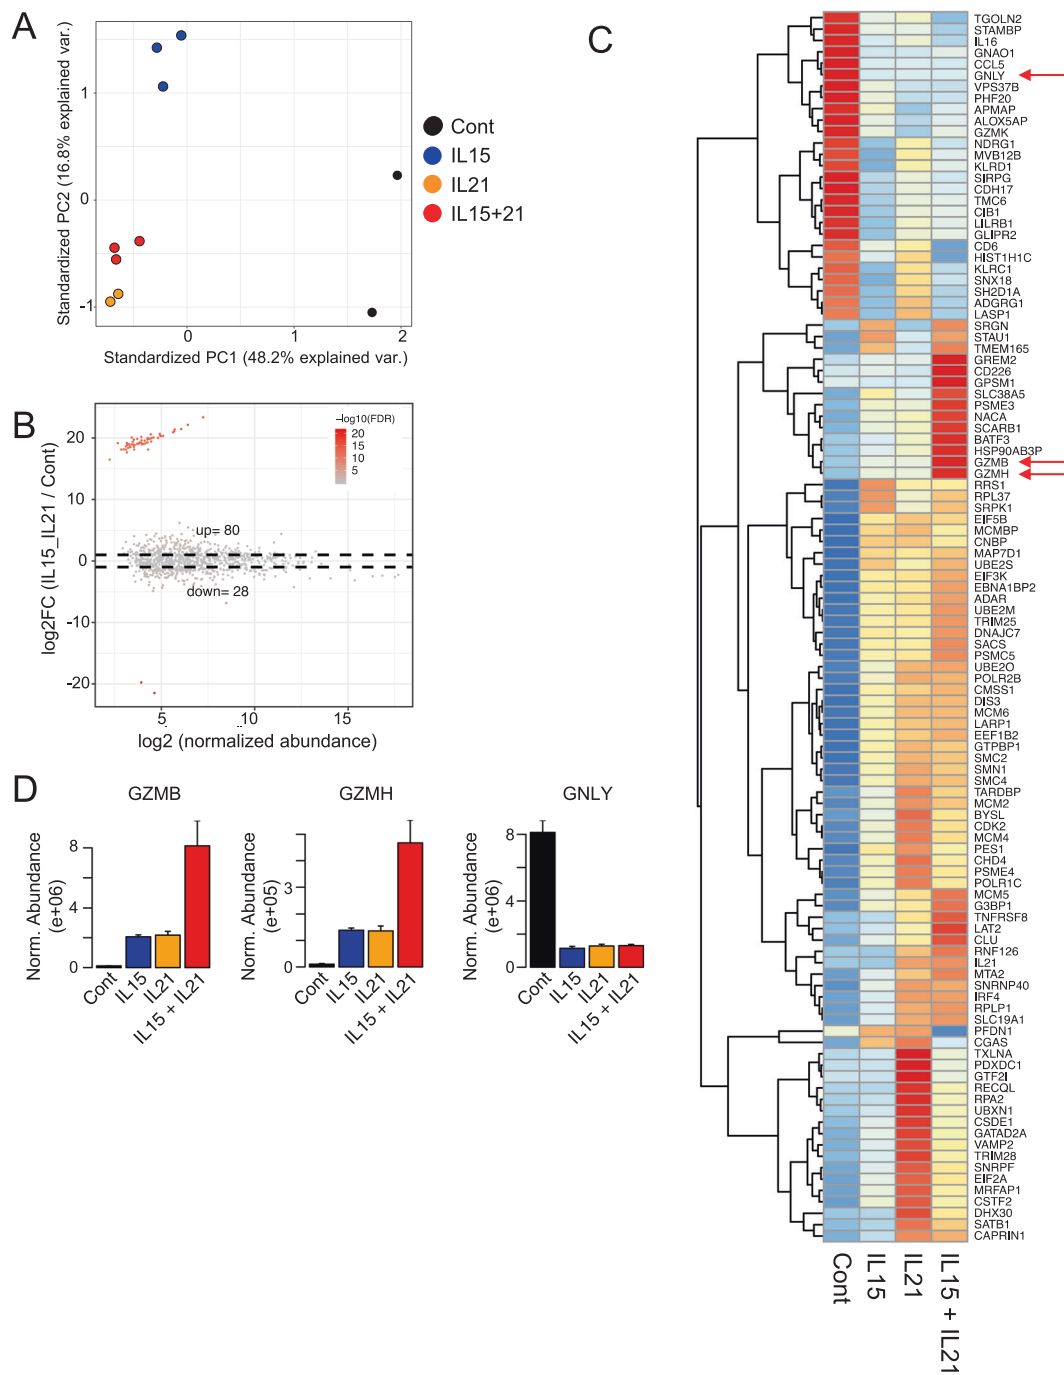 A
Standardized PC2 (16.8% explained var.)
1
0
-1
0
1
2
Standardized PC1 (48.2% explained var.)
Cont
IL15
IL21
IL15+21
B
log2FC (IL15_IL21 / Cont)
20
10
0
-10
-20
−log10(FDR)
20
15
10
5
up= 80
down= 28
5
10
15
log2 (normalized abundance)
C
TGOLN2
STAMBP
IL16
GNAO1
CCL5
GNLY
VPS37B
PHF20
APMAP
ALOX5AP
GZMK
NDRG1
MVB12B
KLRD1
SIRPG
CDH17
TMC6
CIB1
LILRB1
GLIPR2
CD6
HIST1H1C
KLRC1
SNX18
SH2D1A
ADGRG1
LASP1
SRGN
STAU1
TMEM165
GREM2
CD226
GPSM1
SLC38A5
PSME3
NACA
SCARB1
BATF3
HSP90AB3P
GZMB
GZMH
RRS1
RPL37
SRPK1
EIF5B
MCMBP
CNBP
MAP7D1
UBE2S
EIF3K
EBNA1BP2
ADAR
UBE2M
TRIM25
DNAJC7
SACS
PSMC5
UBE2O
POLR2B
CMSS1
DIS3
MCM6
LARP1
EEF1B2
GTPBP1
SMC2
SMN1
SMC4
TARDBP
MCM2
BYSL
CDK2
MCM4
PES1
CHD4
PSME4
POLR1C
MCM5
G3BP1
TNFRSF8
LAT2
CLU
RNF126
IL21
MTA2
SNRNP40
IRF4
RPLP1
SLC19A1
PFDN1
CGAS
TXLNA
PDXDC1
GTF2I
RECQL
RPA2
UBXN1
CSDE1
GATAD2A
VAMP2
TRIM28
SNRPF
EIF2A
MRFAP1
CSTF2
DHX30
SATB1
CAPRIN1
Cont
IL15
IL21
IL15 + IL21
D
GZMB
Norm. Abundance
(e+06)
8
4
2
0
Cont
IL15
IL21
IL15 + IL21
GZMH
Norm. Abundance
(e+05)
3
0
Cont
IL15
IL21
IL15 + IL21
GNLY
Norm. Abundance
(e+06)
8
4
0
Cont
IL15
IL21
IL15 + IL21